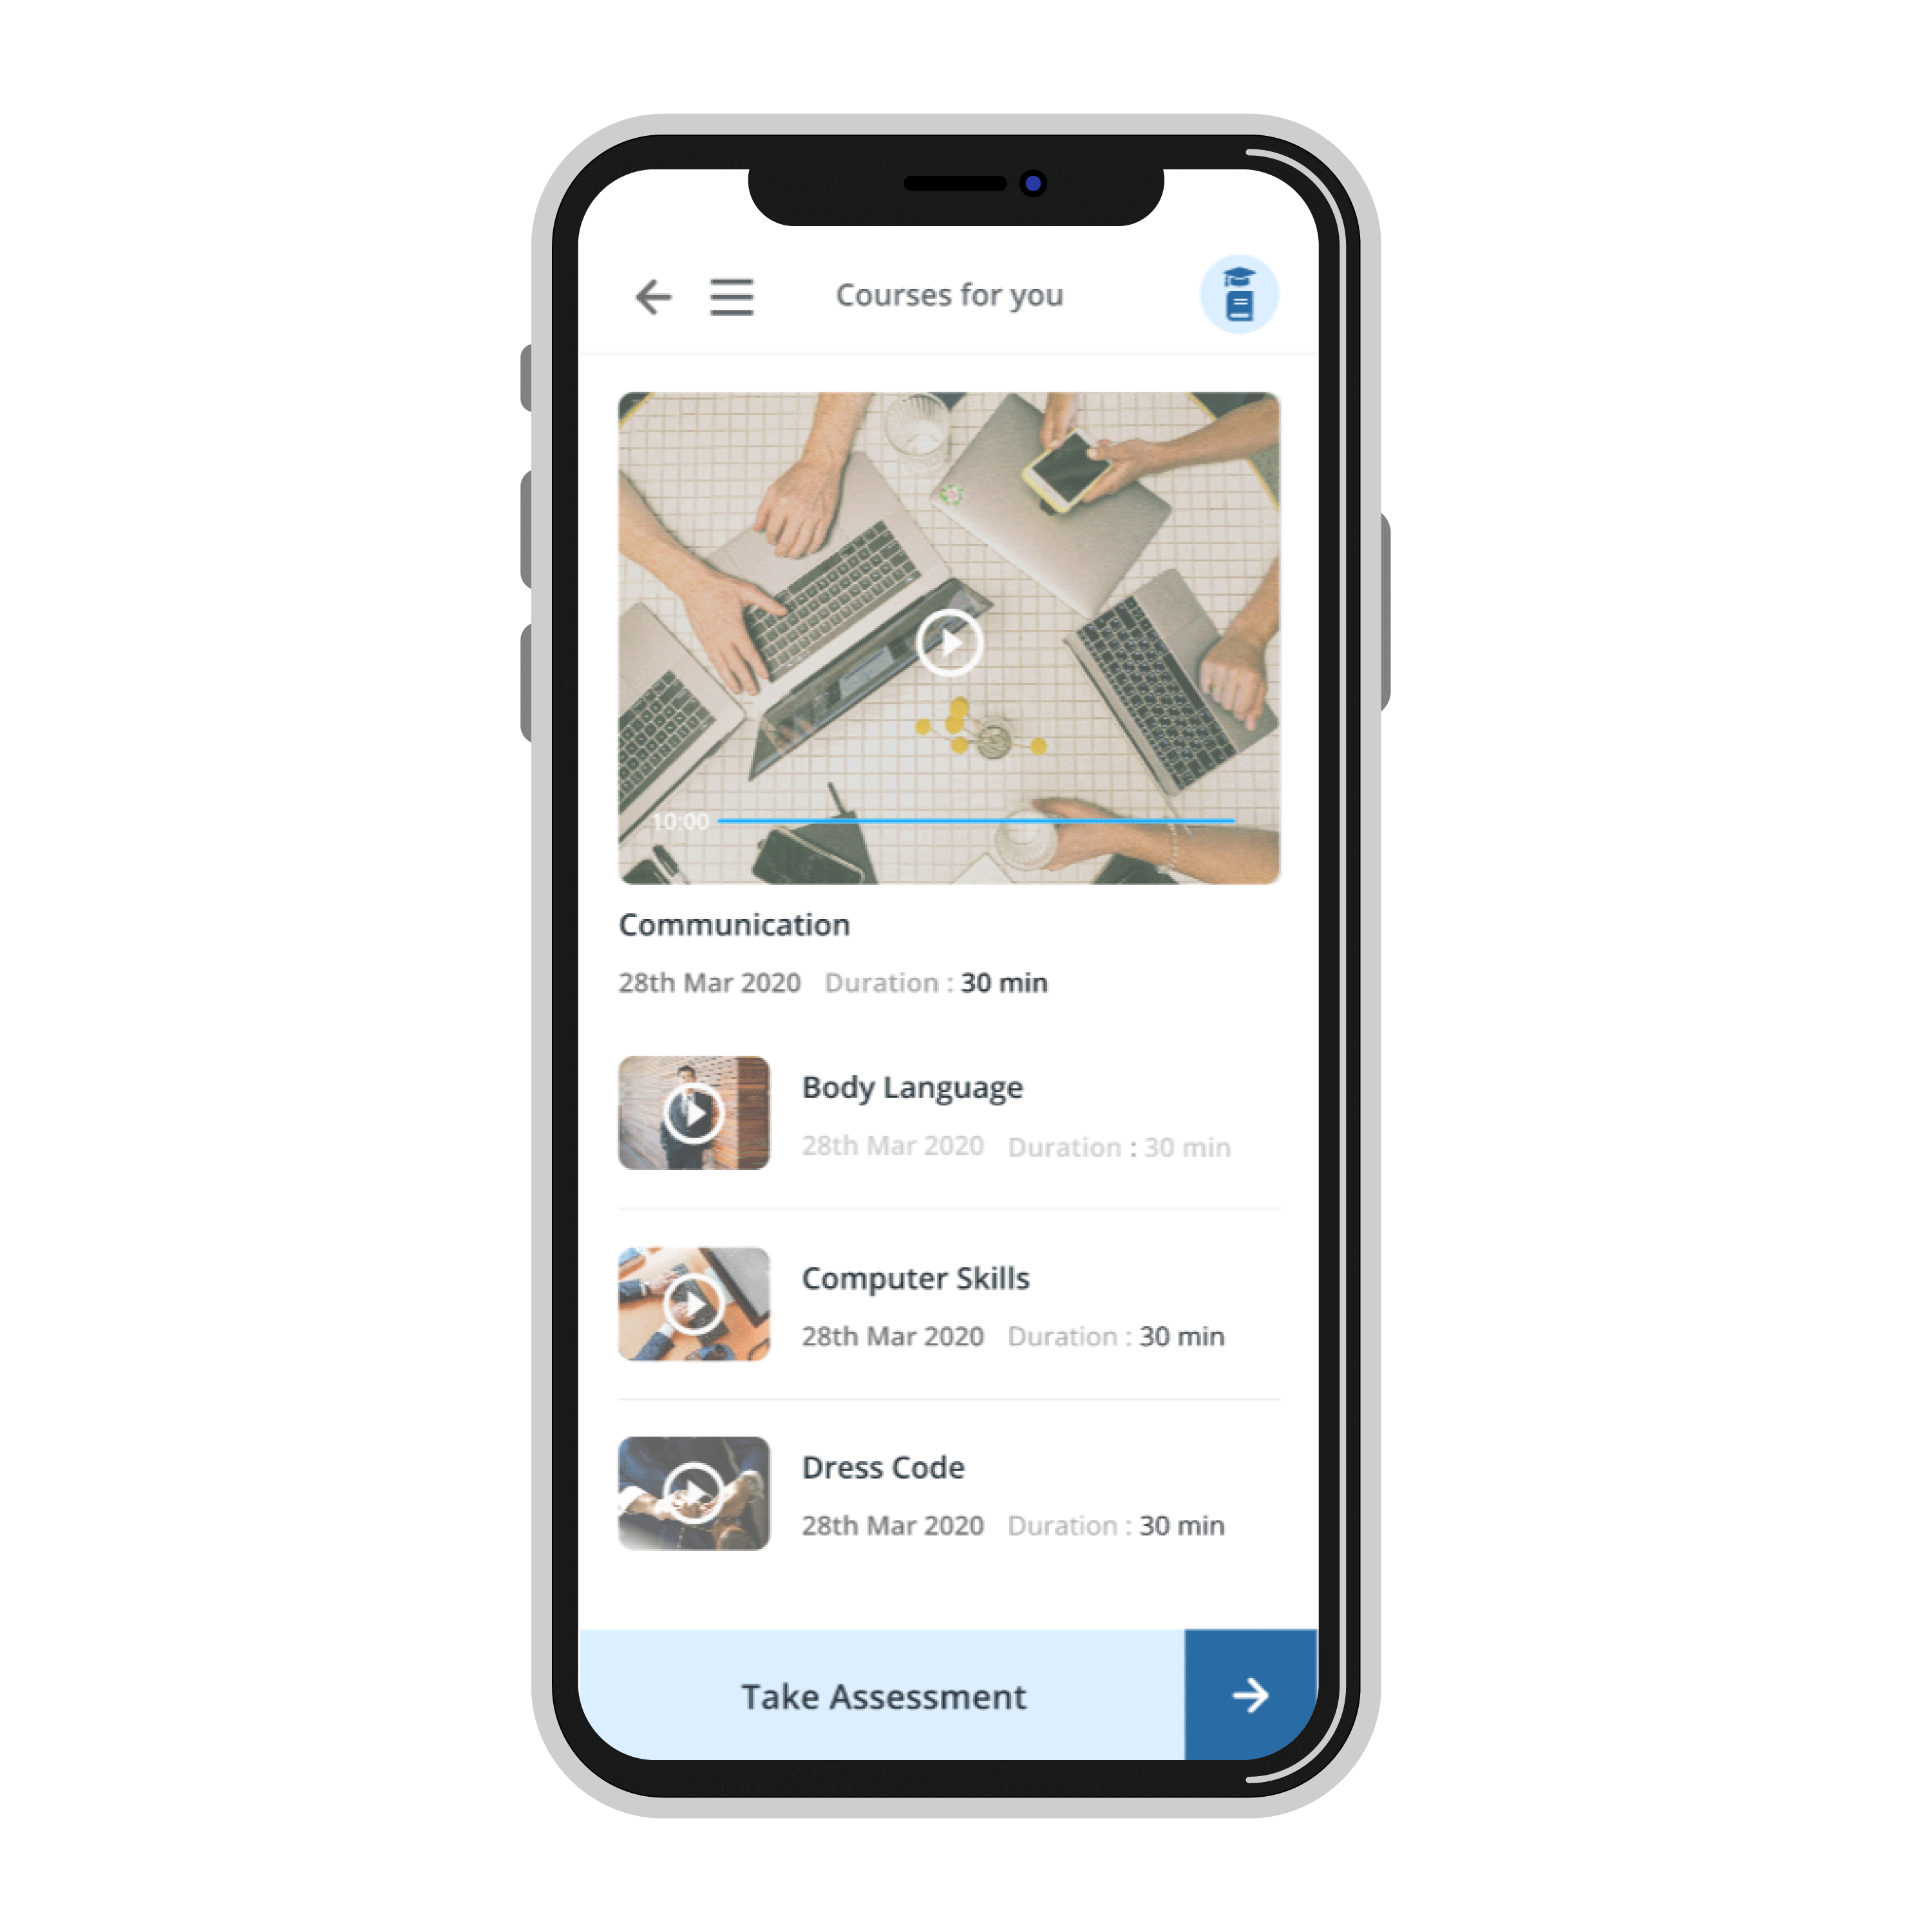 Courses for you
10:00
Communication
28th Mar 2020 Duration : 30 min
Body Language
28th Mar 2020 Duration : 30 min
Computer Skills
28th Mar 2020 Duration : 30 min
Dress Code
28th Mar 2020 Duration : 30 min
Take Assessment